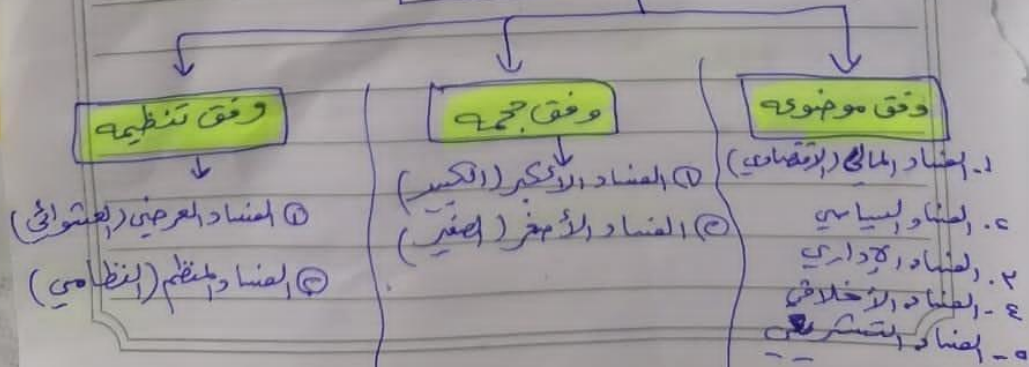 وفق موضوعه
١. الفساد المالي (الاقتصادي)
٢. الفساد السياسي
٣. الفساد الإداري
٤- الفساد الأخلاقي
٥- الفساد التشريعي
وفق حجمه
① الفساد الأكبر (الكبير)
② الفساد الأصغر (الصغير)
وفق تنظيمه
① الفساد العرضي (العشوائي)
② الفساد المنظم (النظامي)